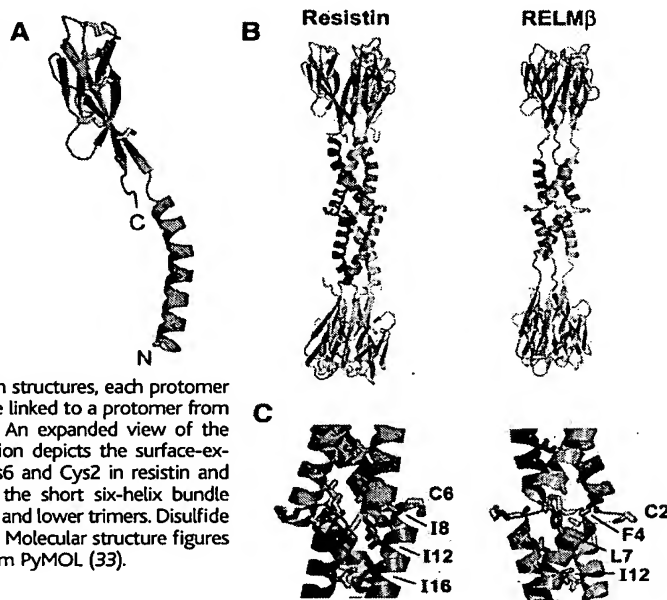 A
B
Resistin
RELMβ
C
N
n structures, each protomer
e linked to a protomer from
An expanded view of the
ion depicts the surface-ex-
s6 and Cys2 in resistin and
the short six-helix bundle
and lower trimers. Disulfide
Molecular structure figures
m PyMOL (33).
C
C6
I8
I12
I16
C2
F4
L7
I12